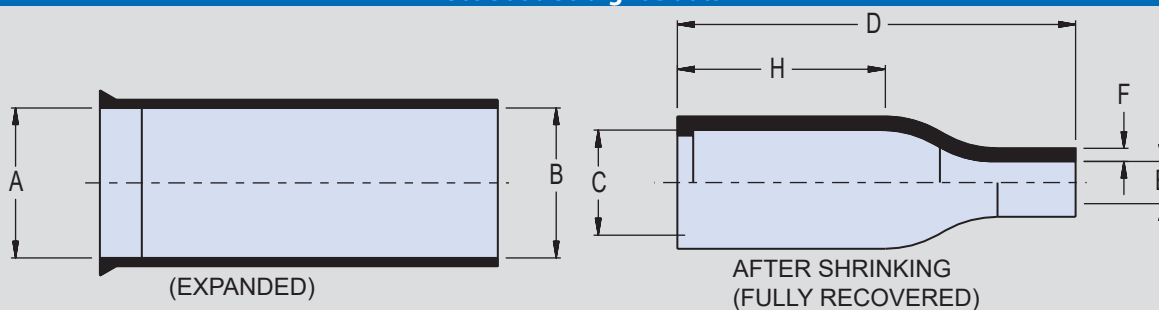 D
H
F
A
B
C
E
(EXPANDED)
AFTER SHRINKING
(FULLY RECOVERED)